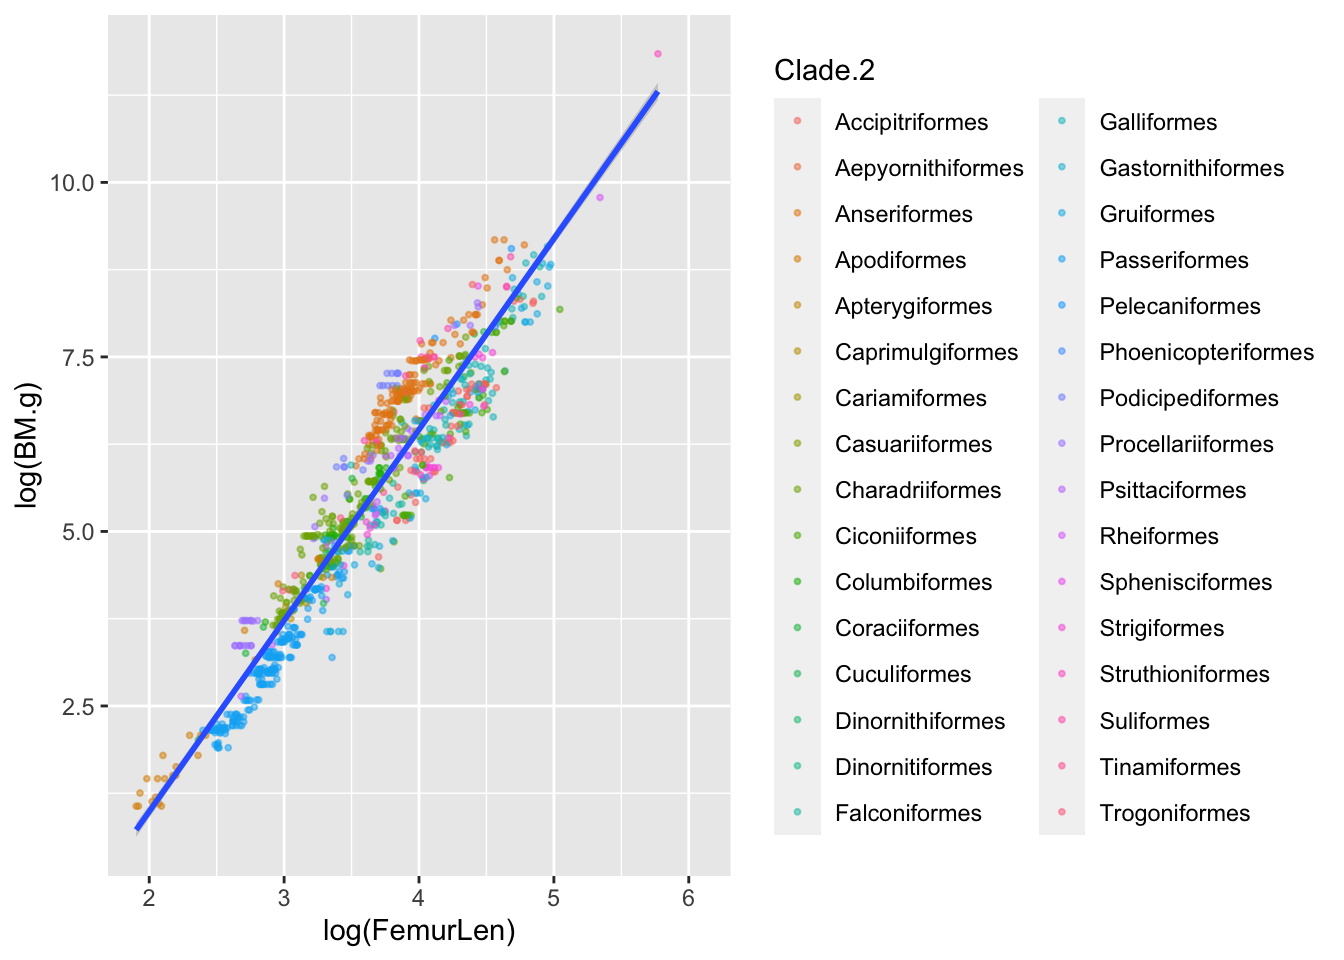 Clade.2
Accipitriformes
Aepyornithiformes
Anseriformes
Apodiformes
Apterygiformes
Caprimulgiformes
Cariamiformes
Casuariiformes
Charadriiformes
Ciconiiformes
Columbiformes
Coraciiformes
Cuculiformes
Dinornithiformes
Dinornitiformes
Falconiformes
Galliformes
Gastornithiformes
Gruiformes
Passeriformes
Pelecaniformes
Phoenicopteriformes
Podicipediformes
Procellariiformes
Psittaciformes
Rheiformes
Sphenisciformes
Strigiformes
Struthioniformes
Suliformes
Tinamiformes
Trogoniformes
log(BM.g)
10.0
7.5
5.0
2.5
2 3 4 5 6
log(FemurLen)